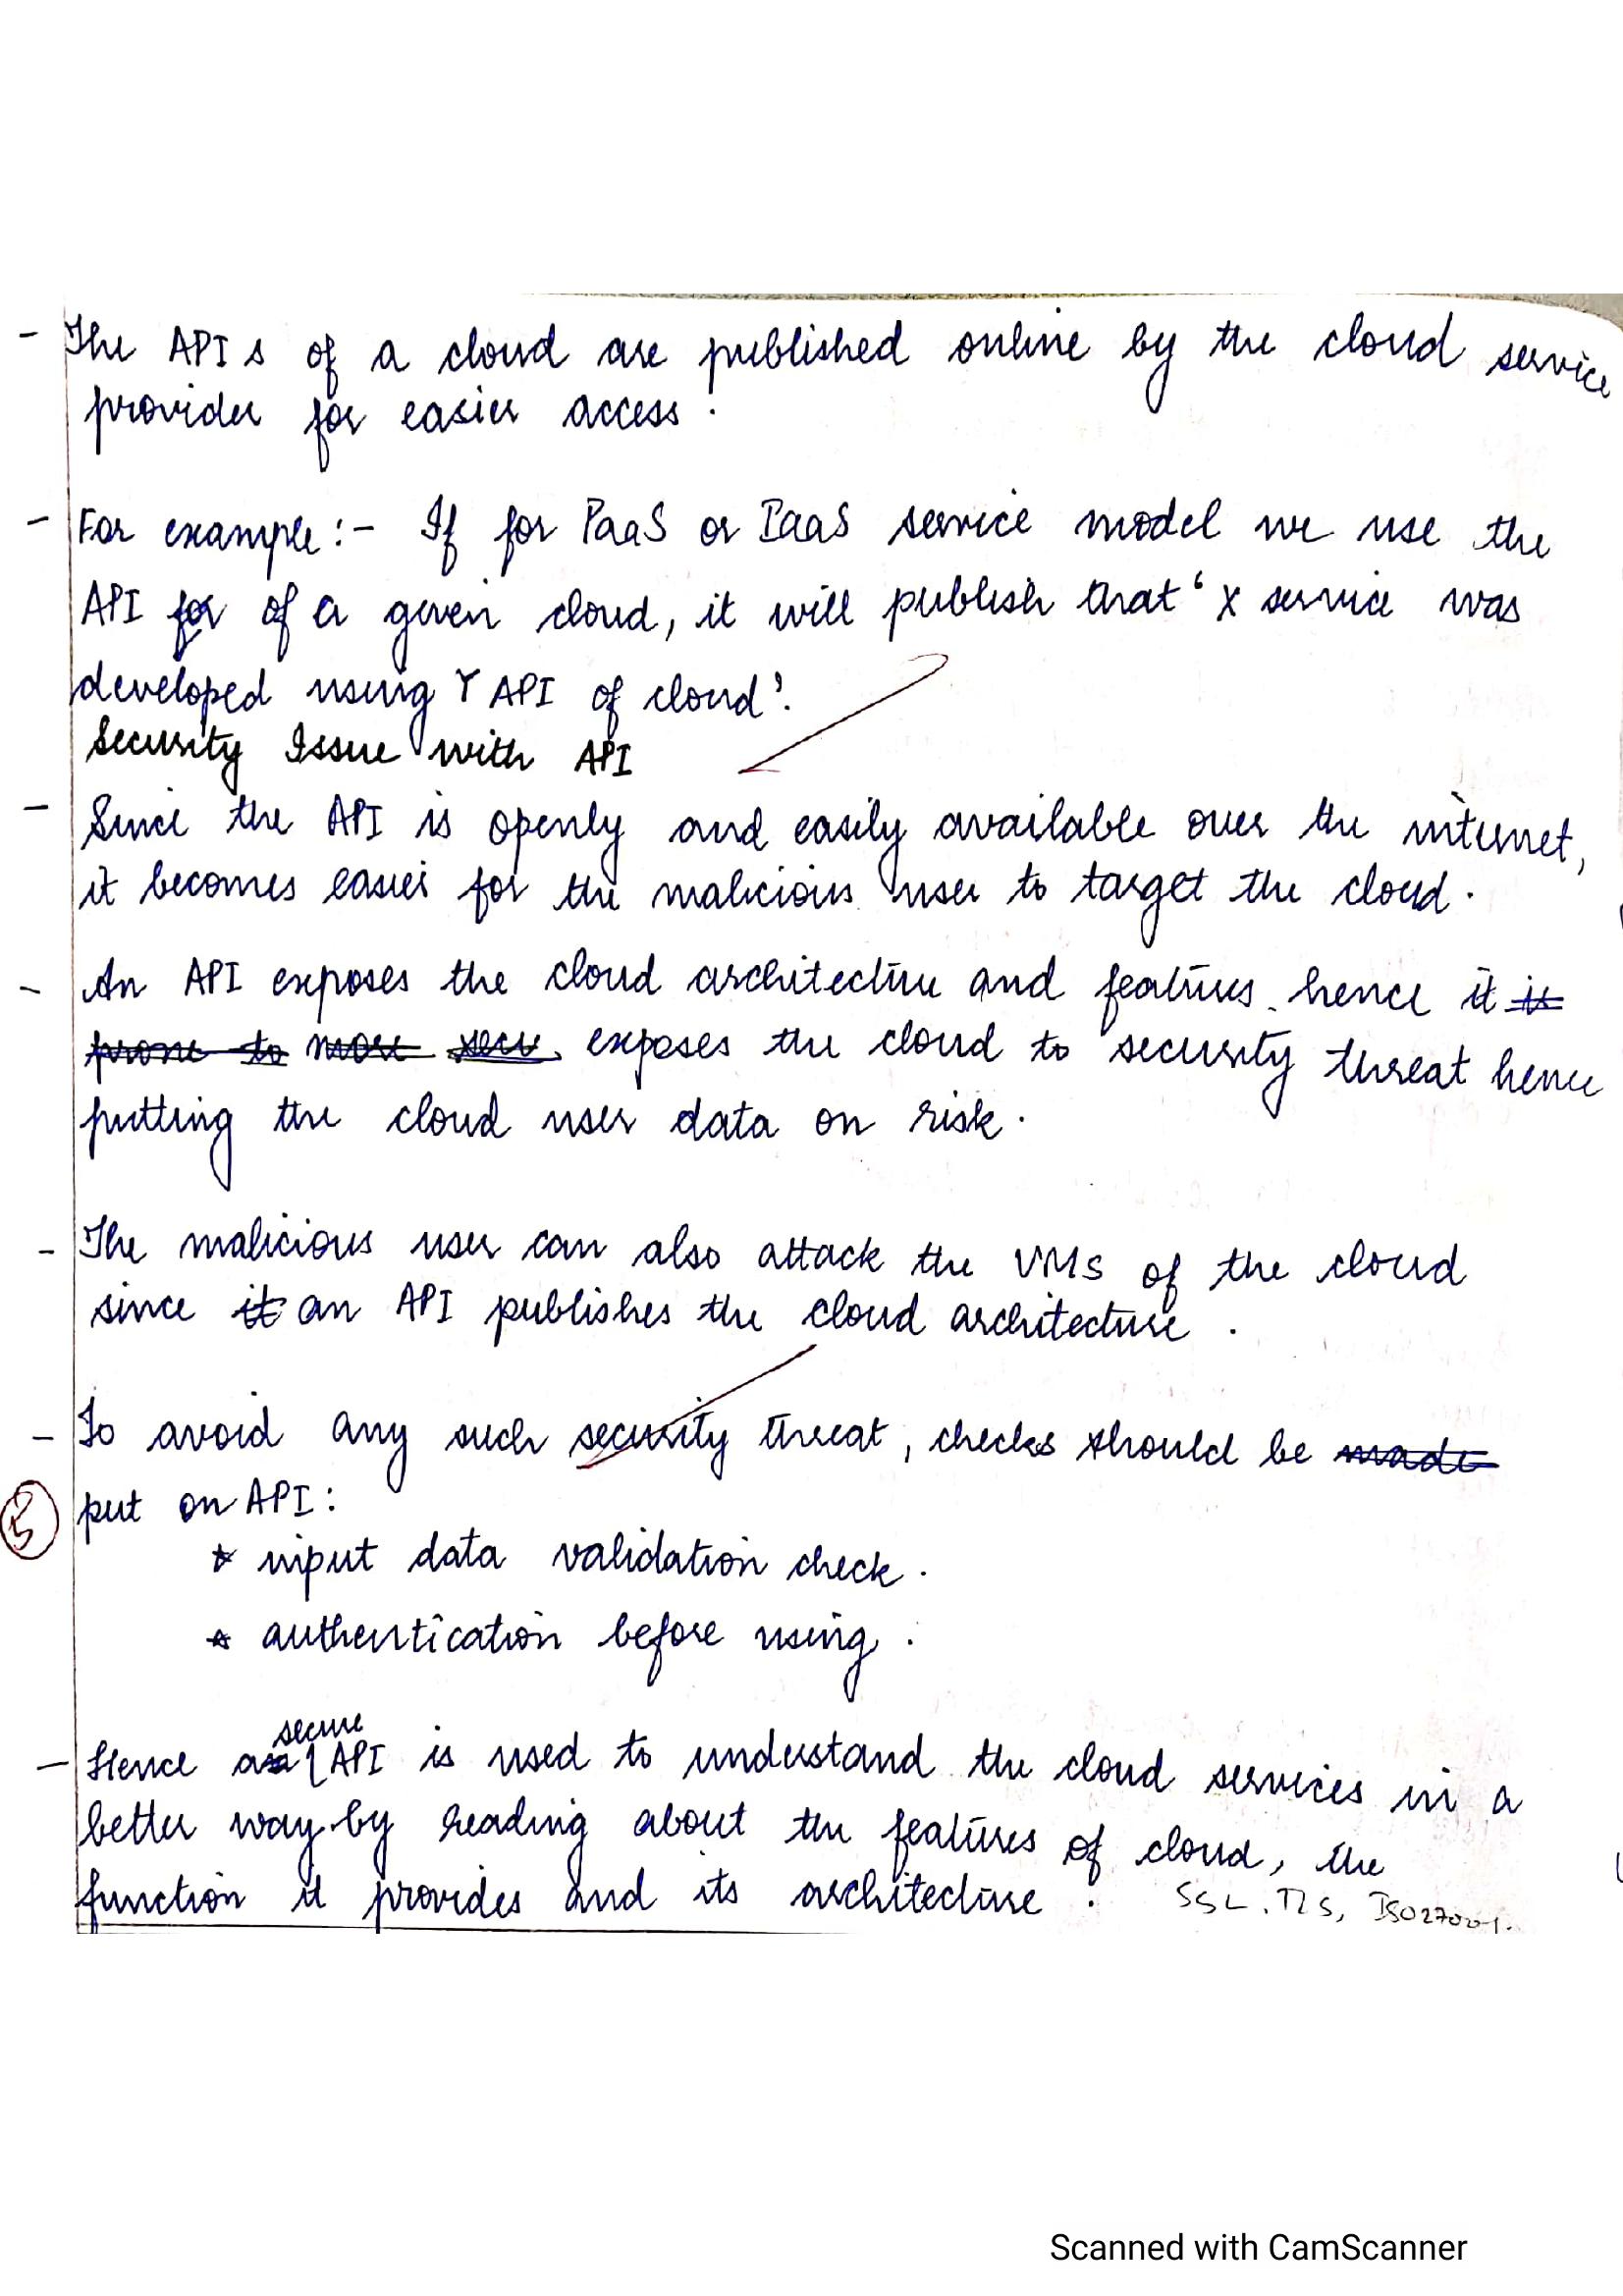 - The APIs of a cloud are published online by the cloud service
provider for easier access.
- For example:- If for PaaS or IaaS service model we use the
API for of a given cloud, it will publish that 'X service was
developed using Y API of cloud'.
Security Issue with API
- Since the API is openly and easily available over the internet,
it becomes easier for the malicious user to target the cloud.
- An API exposes the cloud architecture and features hence it is
prone to more secu exposes the cloud to security threat hence
putting the cloud user data on risk.
- The malicious user can also attack the VMs of the cloud
since it an API publishes the cloud architecture.
- To avoid any such security threat, checks should be made
put on API:
* input data validation check.
* authentication before using.
secure
- Hence a API is used to understand the cloud services in a
better way by reading about the features of cloud, the
function it provides and its architecture.
SSL, TLS, ISO27001.
Scanned with CamScanner